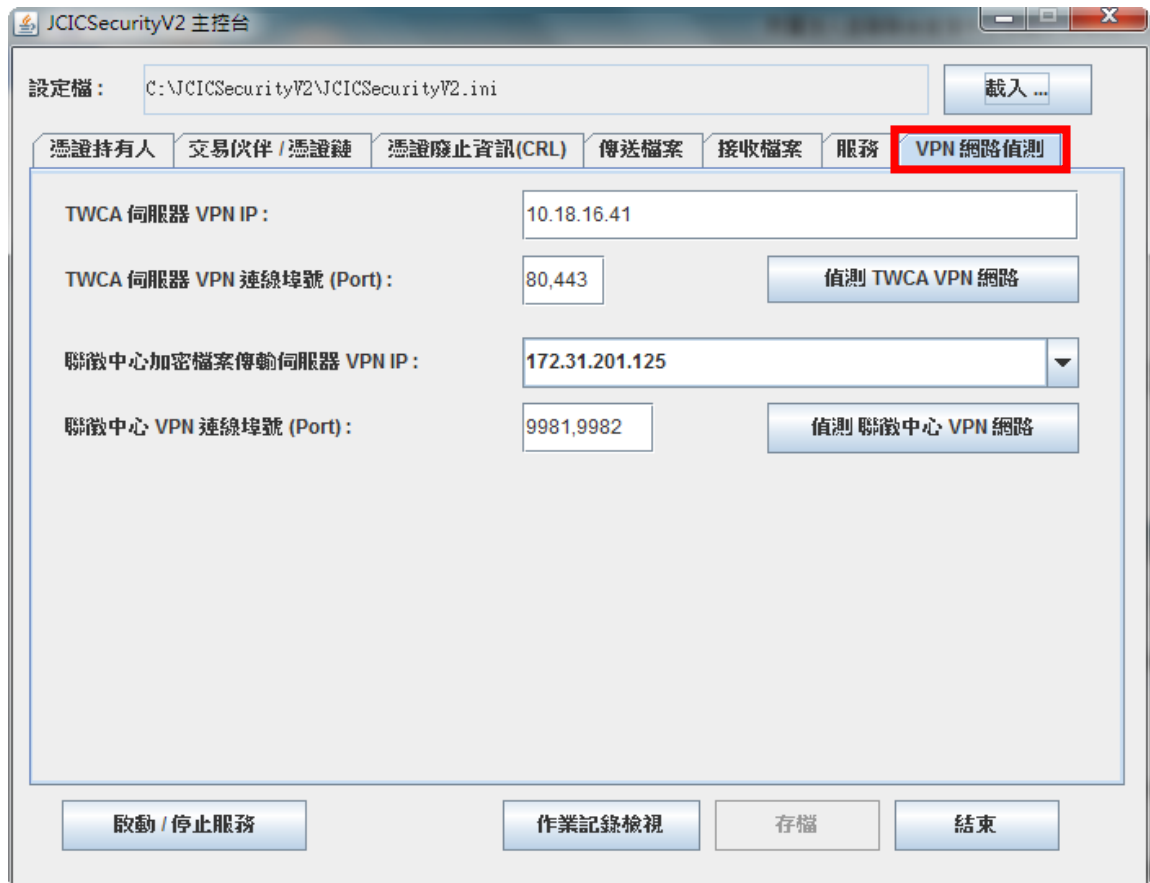 JCICSecurityV2 主控台
設定檔： C:\JCICSecurityV2\JCICSecurityV2.ini 載入 ...
憑證持有人 交易伙伴 / 憑證鏈 憑證廢止資訊(CRL) 傳送檔案 接收檔案 服務 VPN 網路偵測
TWCA 伺服器 VPN IP : 10.18.16.41
TWCA 伺服器 VPN 連線埠號 (Port) : 80,443 偵測 TWCA VPN 網路
聯徵中心加密檔案傳輸伺服器 VPN IP : 172.31.201.125
聯徵中心 VPN 連線埠號 (Port) : 9981,9982 偵測 聯徵中心 VPN 網路
啟動 / 停止服務 作業記錄檢視 存檔 結束